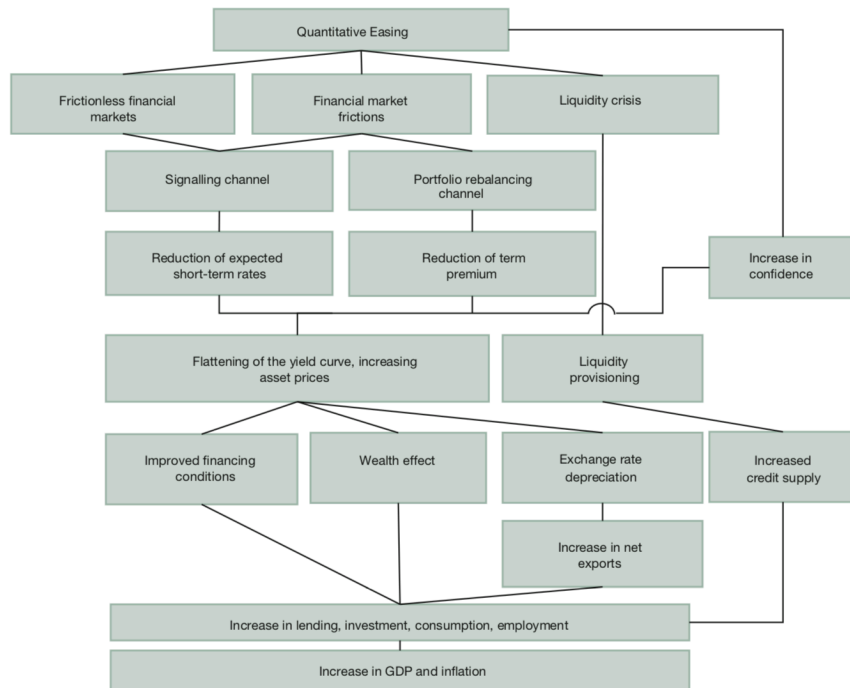 Quantitative Easing
Frictionless financial
markets
Financial market
frictions
Liquidity crisis
Signalling channel
Portfolio rebalancing
channel
Reduction of expected
short-term rates
Reduction of term
premium
Increase in
confidence
Flattening of the yield curve, increasing
asset prices
Liquidity
provisioning
Improved financing
conditions
Wealth effect
Exchange rate
depreciation
Increased
credit supply
Increase in net
exports
Increase in lending, investment, consumption, employment
Increase in GDP and inflation